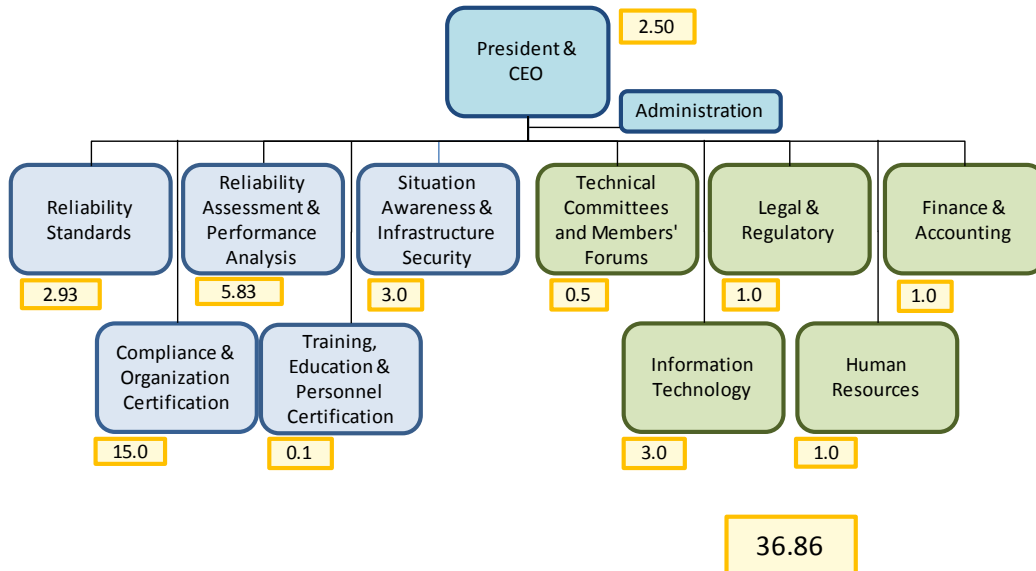 2.50
President &
CEO
Administration
Reliability
Standards
2.93
Reliability
Assessment &
Performance
Analysis
5.83
Situation
Awareness &
Infrastructure
Security
3.0
Technical
Committees
and Members'
Forums
0.5
Legal &
Regulatory
1.0
Finance &
Accounting
1.0
Compliance &
Organization
Certification
15.0
Training,
Education &
Personnel
Certification
0.1
Information
Technology
3.0
Human
Resources
1.0
36.86